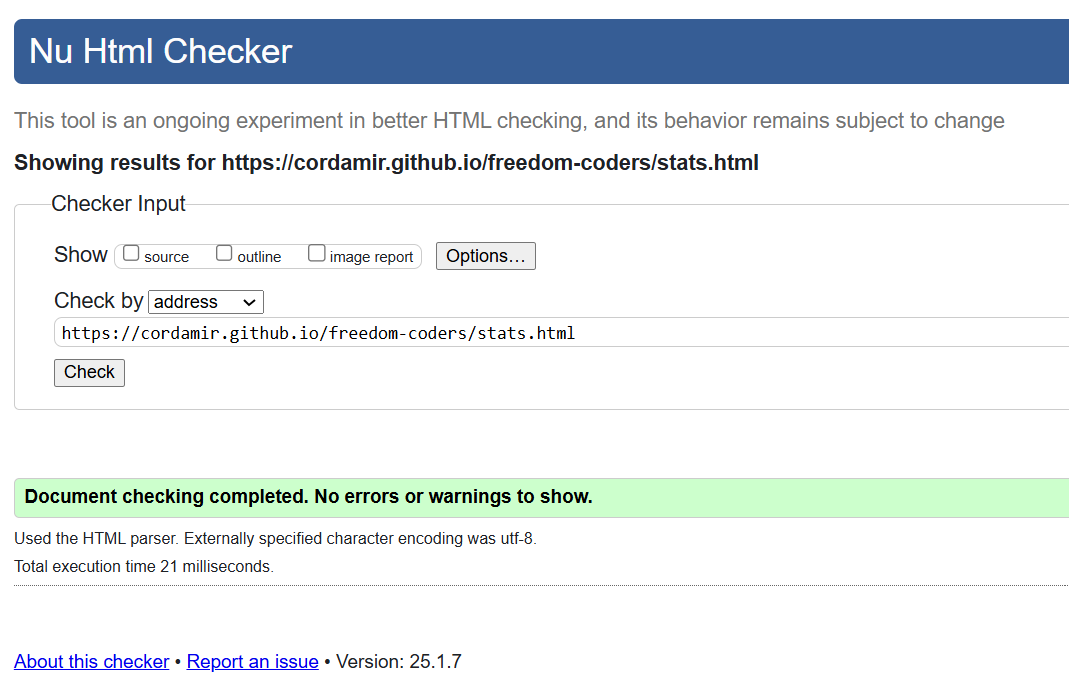 Nu Html Checker
This tool is an ongoing experiment in better HTML checking, and its behavior remains subject to change
Showing results for https://cordamir.github.io/freedom-coders/stats.html
Checker Input
Show source outline image report Options...
Check by address
https://cordamir.github.io/freedom-coders/stats.html
Check
Document checking completed. No errors or warnings to show.
Used the HTML parser. Externally specified character encoding was utf-8.
Total execution time 21 milliseconds.
About this checker • Report an issue • Version: 25.1.7